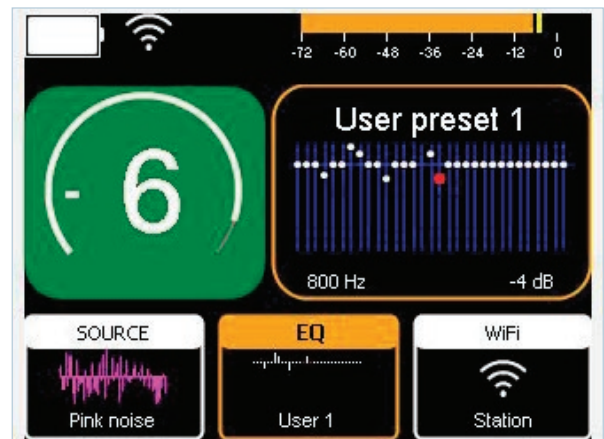 -72 -60 -48 -36 -24 -12 0
- 6
User preset 1
800 Hz -4 dB
SOURCE EQ WiFi
Pink noise User 1 Station